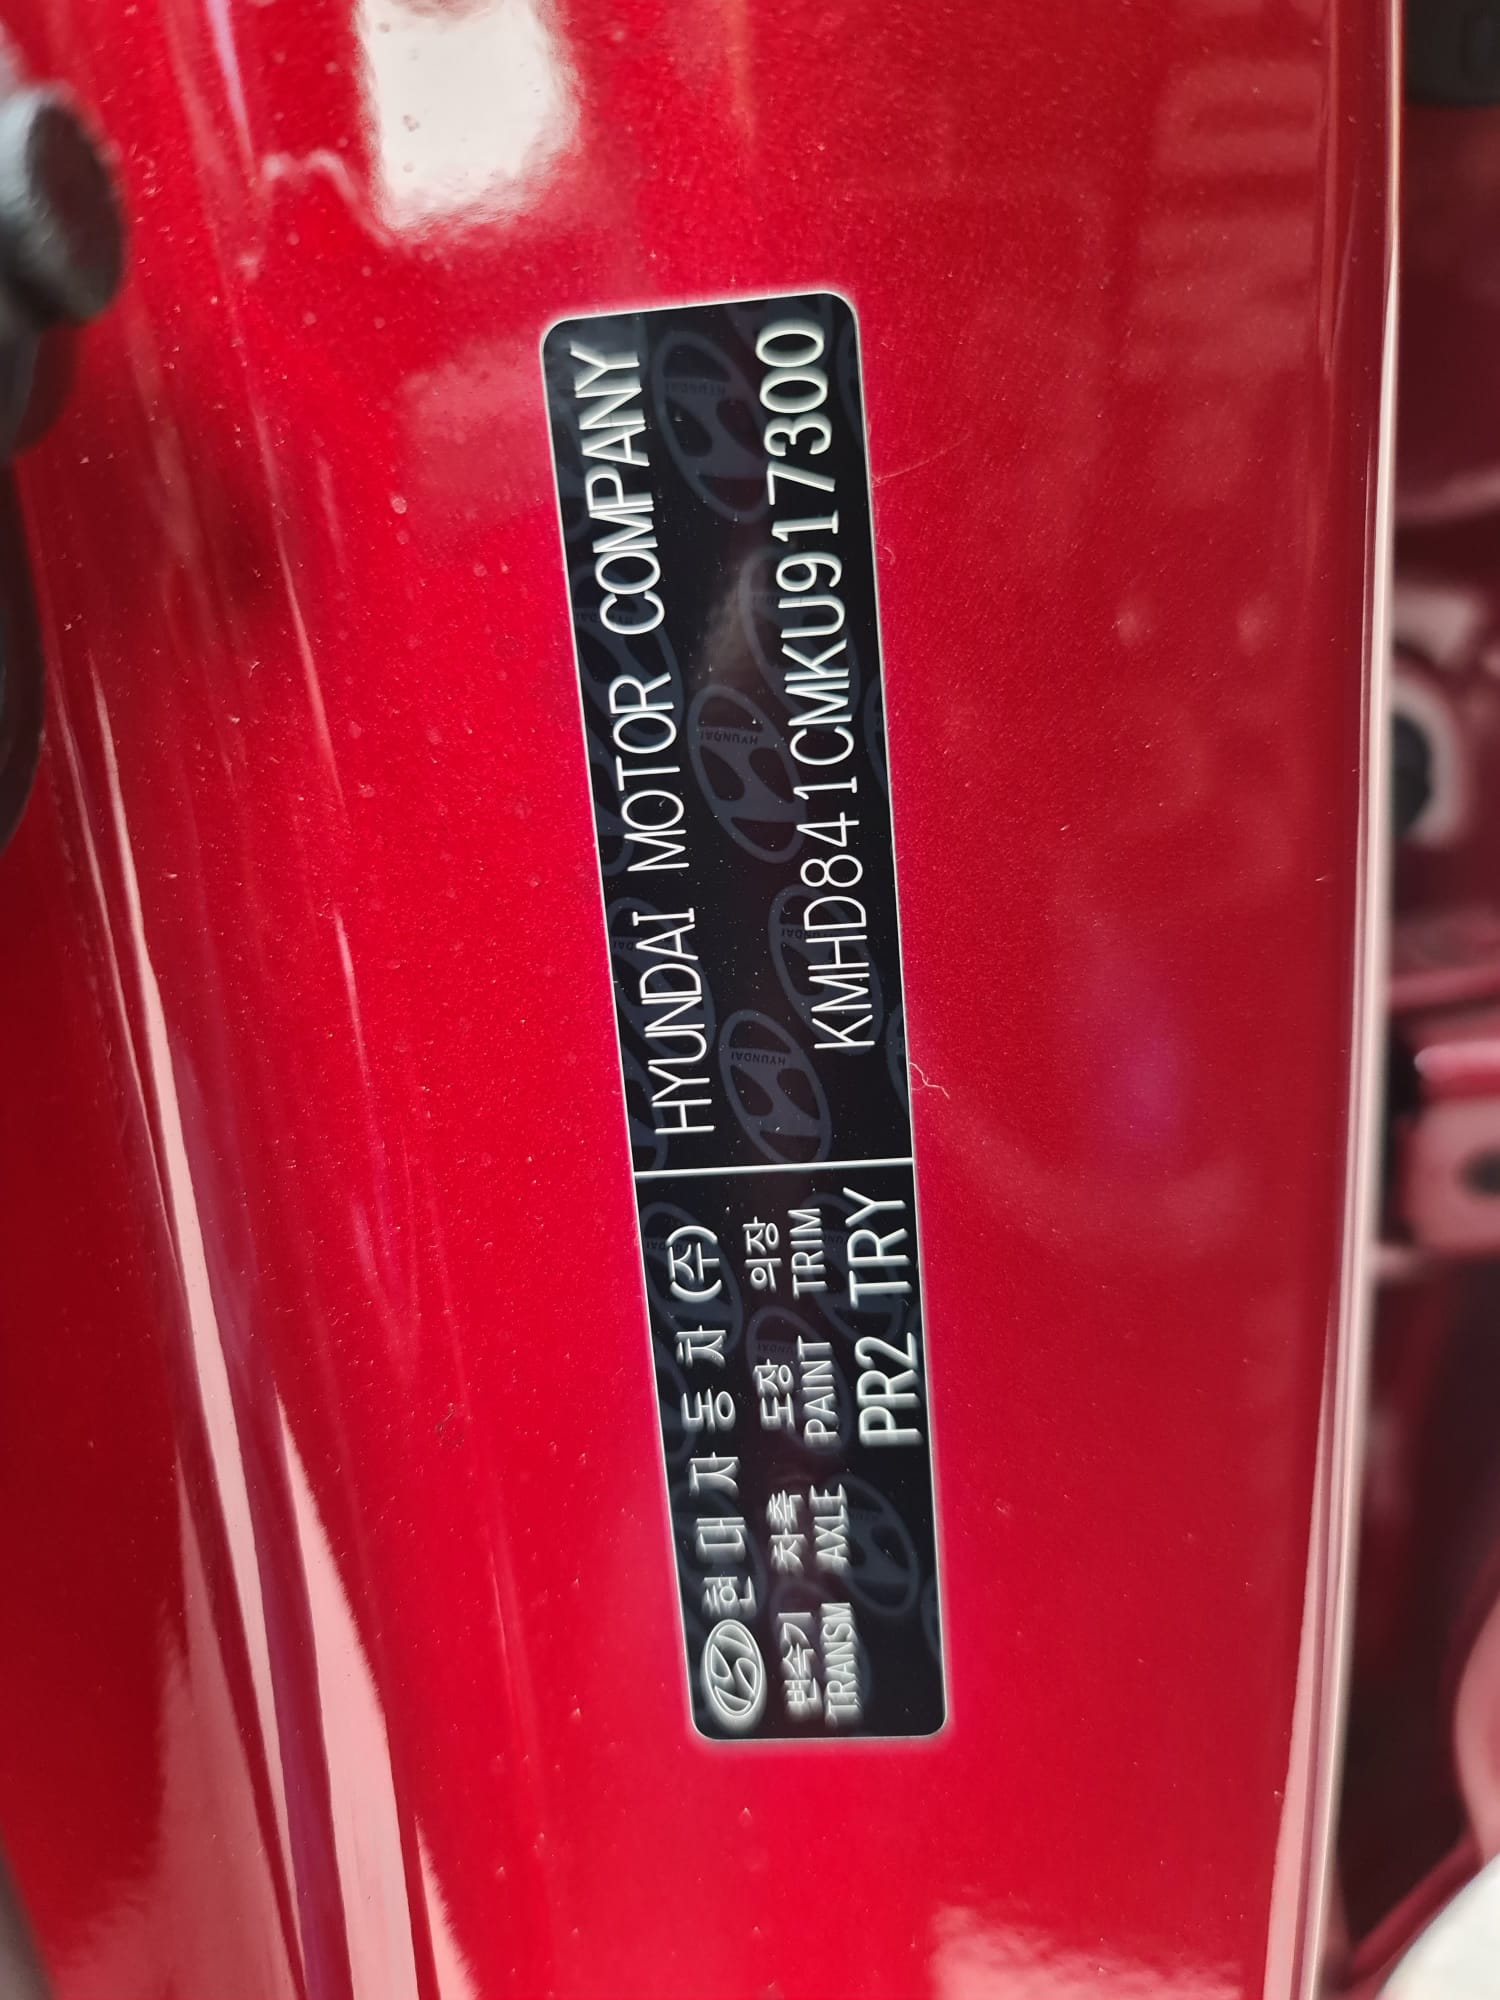 현대자동차(주)
변속기 차축 도장 의장
TRANSM AXLE PAINT TRIM
PR2 TRY
HYUNDAI MOTOR COMPANY
KMHD841CMKU917300